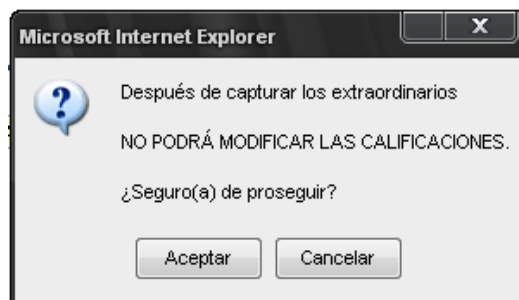 Microsoft Internet Explorer
X
?
Después de capturar los extraordinarios
NO PODRÁ MODIFICAR LAS CALIFICACIONES.
¿Seguro(a) de proseguir?
Aceptar
Cancelar